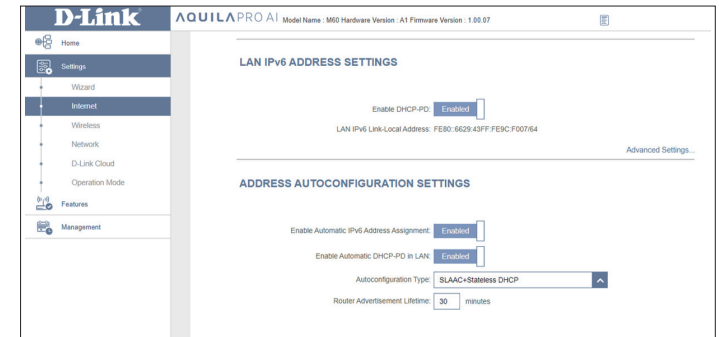 D-Link
AQUILA PRO AI Model Name : M60 Hardware Version : A1 Firmware Version : 1.00.07
Home
Settings
Wizard
Internet
Wireless
Network
D-Link Cloud
Operation Mode
Features
Management
LAN IPv6 ADDRESS SETTINGS
Enable DHCP-PD: Enabled
LAN IPv6 Link-Local Address: FE80::6629:43FF:FE9C:F007/64
Advanced Settings...
ADDRESS AUTOCONFIGURATION SETTINGS
Enable Automatic IPv6 Address Assignment: Enabled
Enable Automatic DHCP-PD in LAN: Enabled
Autoconfiguration Type: SLAAC+Stateless DHCP
Router Advertisement Lifetime: 30 minutes